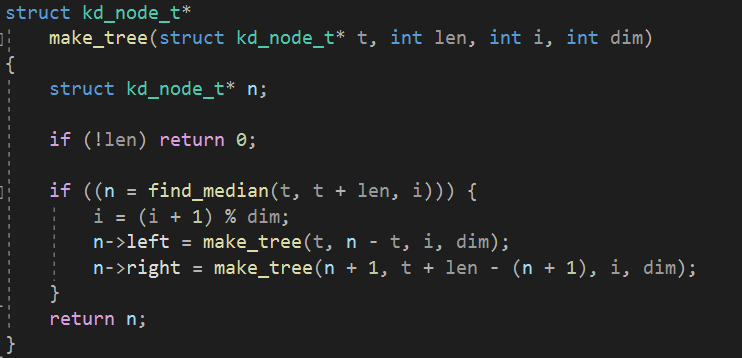 struct kd_node_t*
    make_tree(struct kd_node_t* t, int len, int i, int dim)
{
    struct kd_node_t* n;

    if (!len) return 0;

    if ((n = find_median(t, t + len, i))) {
        i = (i + 1) % dim;
        n->left = make_tree(t, n - t, i, dim);
        n->right = make_tree(n + 1, t + len - (n + 1), i, dim);
    }
    return n;
}